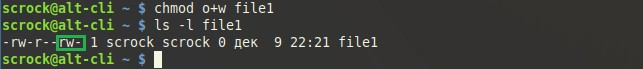 scrock@alt-cli ~ $ chmod o+w file1
scrock@alt-cli ~ $ ls -l file1
-rw-r--rw- 1 scrock scrock 0 дек  9 22:21 file1
scrock@alt-cli ~ $